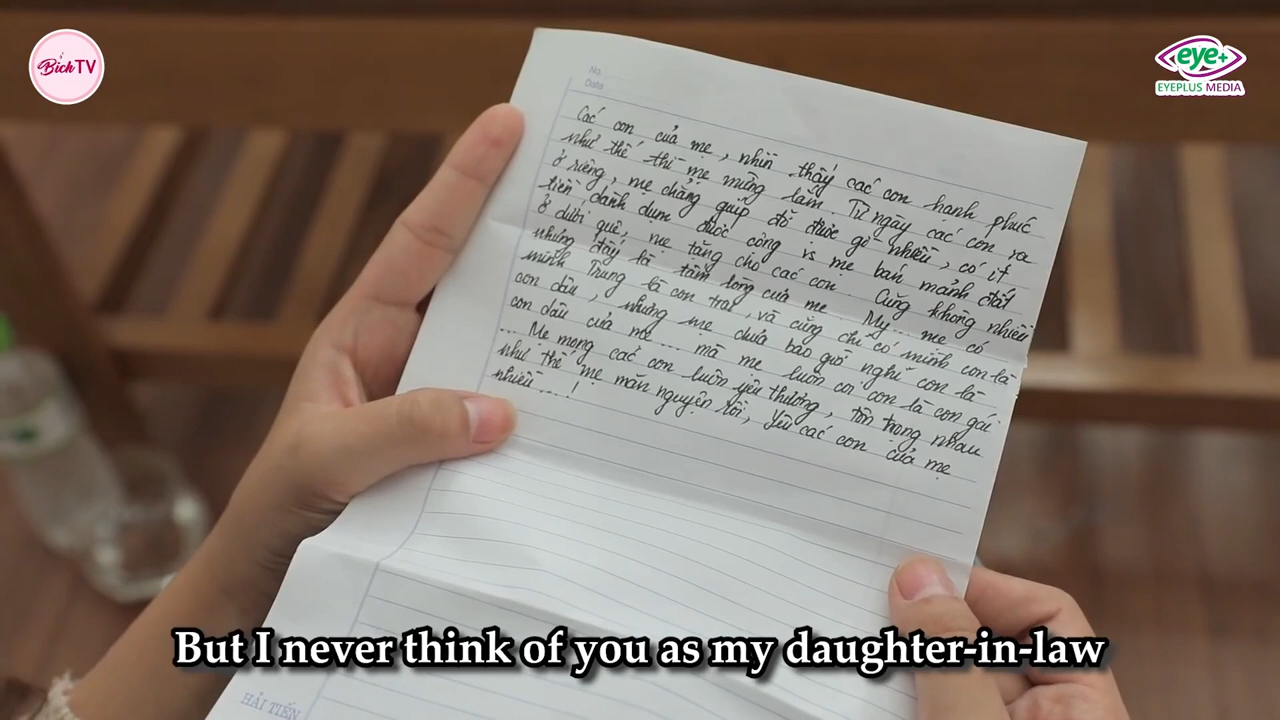 BíchTV
eye+
EYEPLUS MEDIA
No.
Date
Các con của mẹ, nhìn thấy các con hạnh phúc
như thế thì mẹ mừng lắm. Từ ngày các con ra
ở riêng, mẹ chẳng giúp đỡ được gì nhiều, có ít
tiền dành dụm được cộng vs mẹ bán mảnh đất
ở dưới quê, mẹ tặng cho các con. Cũng không nhiều
nhưng đấy là tấm lòng của mẹ. My... mẹ có
mình Trung là con trai, và cũng chỉ có mình con là
con dâu, nhưng mẹ chưa bao giờ nghĩ con là
con dâu của nó... mà mẹ luôn coi con là con gái
... Mẹ mong các con luôn yêu thương, tôn trọng nhau
như thế mẹ mãn nguyện rồi, Yêu các con của mẹ
nhiều...!
HẢI TIẾN
But I never think of you as my daughter-in-law